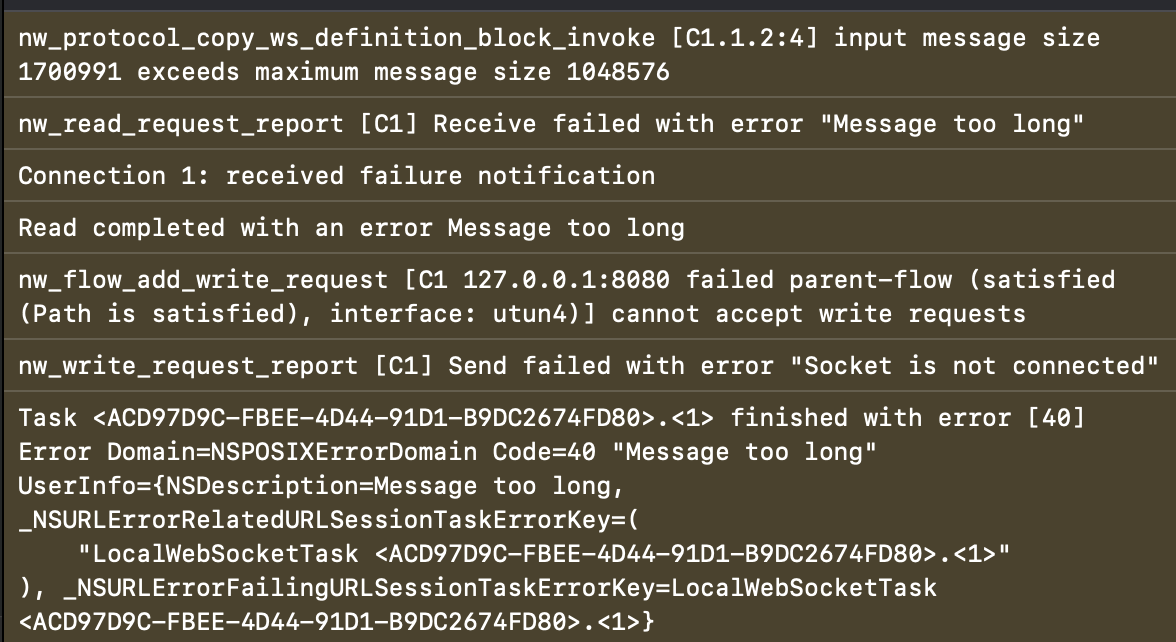 nw_protocol_copy_ws_definition_block_invoke [C1.1.2:4] input message size
1700991 exceeds maximum message size 1048576
nw_read_request_report [C1] Receive failed with error "Message too long"
Connection 1: received failure notification
Read completed with an error Message too long
nw_flow_add_write_request [C1 127.0.0.1:8080 failed parent-flow (satisfied
(Path is satisfied), interface: utun4)] cannot accept write requests
nw_write_request_report [C1] Send failed with error "Socket is not connected"
Task <ACD97D9C-FBEE-4D44-91D1-B9DC2674FD80>.<1> finished with error [40]
Error Domain=NSPOSIXErrorDomain Code=40 "Message too long"
UserInfo={NSDescription=Message too long,
_NSURLErrorRelatedURLSessionTaskErrorKey=(
    "LocalWebSocketTask <ACD97D9C-FBEE-4D44-91D1-B9DC2674FD80>.<1>"
), _NSURLErrorFailingURLSessionTaskErrorKey=LocalWebSocketTask
<ACD97D9C-FBEE-4D44-91D1-B9DC2674FD80>.<1>}